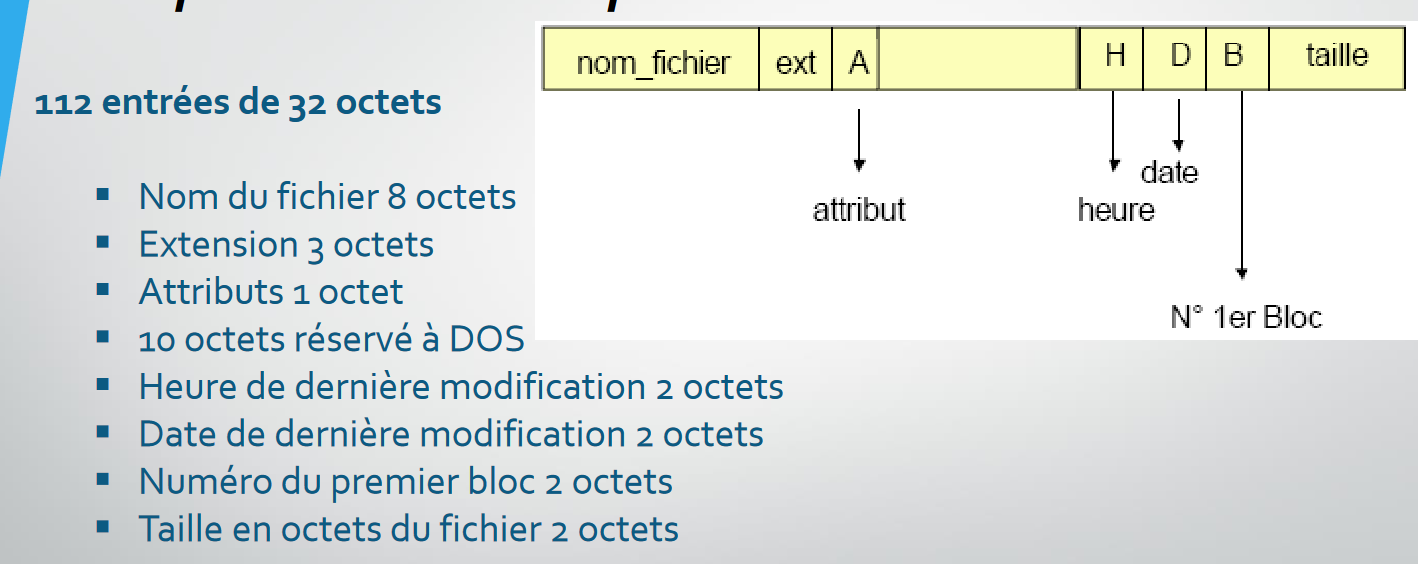 nom_fichier ext A H D B taille
112 entrées de 32 octets
date
attribut heure
N° 1er Bloc
Nom du fichier 8 octets
Extension 3 octets
Attributs 1 octet
10 octets réservé à DOS
Heure de dernière modification 2 octets
Date de dernière modification 2 octets
Numéro du premier bloc 2 octets
Taille en octets du fichier 2 octets